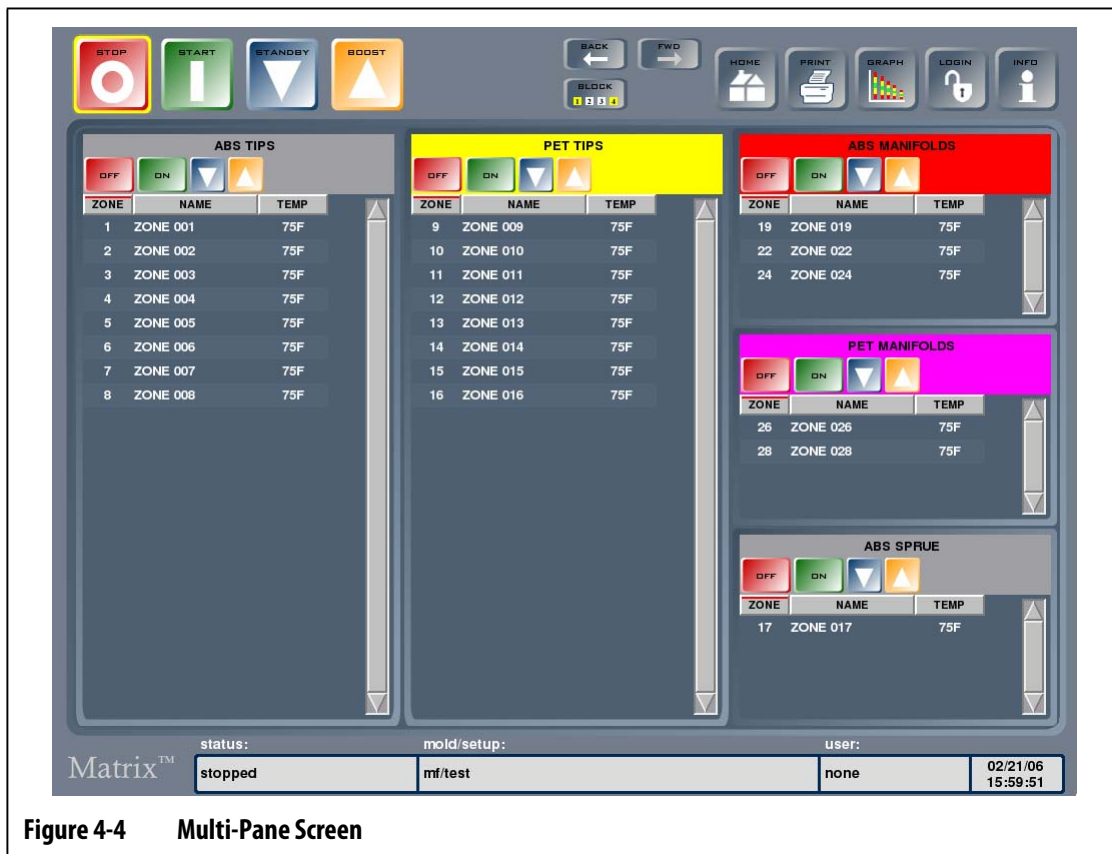 STOP START STANDBY BOOST BACK FWD HOME PRINT GRAPH LOGIN INFO
BLOCK
1 2 3 4
ABS TIPS
OFF ON
ZONE NAME TEMP
1 ZONE 001 75F
2 ZONE 002 75F
3 ZONE 003 75F
4 ZONE 004 75F
5 ZONE 005 75F
6 ZONE 006 75F
7 ZONE 007 75F
8 ZONE 008 75F
PET TIPS
OFF ON
ZONE NAME TEMP
9 ZONE 009 75F
10 ZONE 010 75F
11 ZONE 011 75F
12 ZONE 012 75F
13 ZONE 013 75F
14 ZONE 014 75F
15 ZONE 015 75F
16 ZONE 016 75F
ABS MANIFOLDS
OFF ON
ZONE NAME TEMP
19 ZONE 019 75F
22 ZONE 022 75F
24 ZONE 024 75F
PET MANIFOLDS
OFF ON
ZONE NAME TEMP
26 ZONE 026 75F
28 ZONE 028 75F
ABS SPRUE
OFF ON
ZONE NAME TEMP
17 ZONE 017 75F
Matrix™
status:
stopped
mold/setup:
mf/test
user:
none
02/21/06
15:59:51
Figure 4-4 Multi-Pane Screen